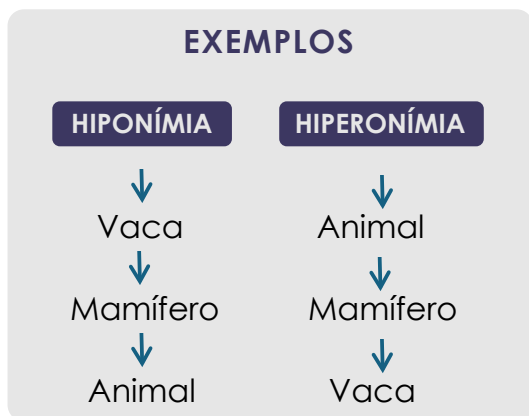 EXEMPLOS
HIPONÍMIA
HIPERONÍMIA
Vaca
Animal
Mamífero
Mamífero
Animal
Vaca